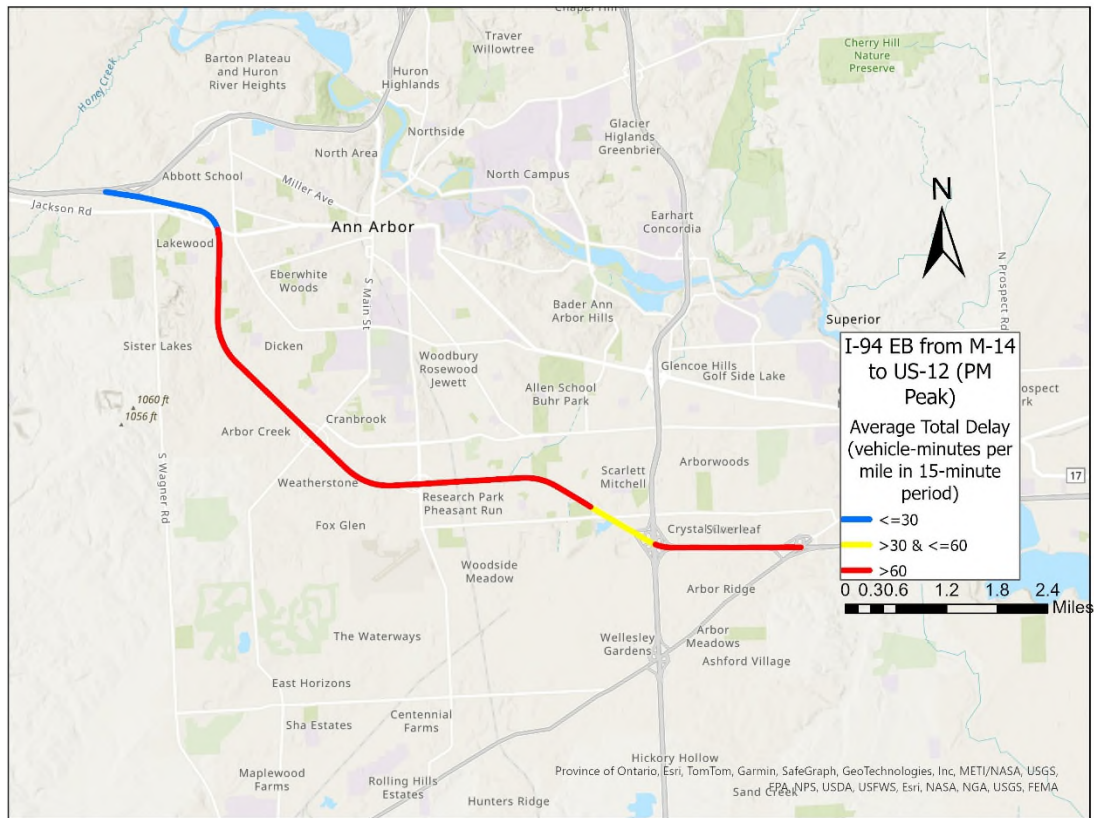 Chapel Hill
Traver
Willowtree
Cherry Hill
Nature
Preserve
Barton Plateau
and Huron
River Heights
Huron
Highlands
Honey Creek
Northside
Glacier
Higlands
Greenbrier
North Area
Abbott School
Miller Ave
North Campus
N
Jackson Rd
Ann Arbor
Earhart
Concordia
Lakewood
N Prospect Rd
Eberwhite
Woods
S Main St
Bader Ann
Arbor Hills
Superior
Sister Lakes
Dicken
Woodbury
Rosewood
Jewett
Glencoe Hills
Golf Side Lake
Allen School
Buhr Park
I-94 EB from M-14
to US-12 (PM
Peak)
Average Total Delay
(vehicle-minutes per
mile in 15-minute
period)
<=30
>30 & <=60
>60
1060 ft
1056 ft
Cranbrook
Arbor Creek
S Wagner Rd
Weatherstone
Scarlett
Mitchell
Arborwoods
17
Research Park
Pheasant Run
Fox Glen
Silverleaf
Woodside
Meadow
Arbor Ridge
0 0.30.6 1.2 1.8 2.4
Miles
The Waterways
Wellesley
Gardens
Arbor
Meadows
Ashford Village
East Horizons
Sha Estates
Centennial
Farms
Hickory Hollow
Maplewood
Farms
Rolling Hills
Estates
Hunters Ridge
Sand Creek
Province of Ontario, Esri, TomTom, Garmin, SafeGraph, GeoTechnologies, Inc, METI/NASA, USGS,
EPA, NPS, USDA, USFWS, Esri, NASA, NGA, USGS, FEMA